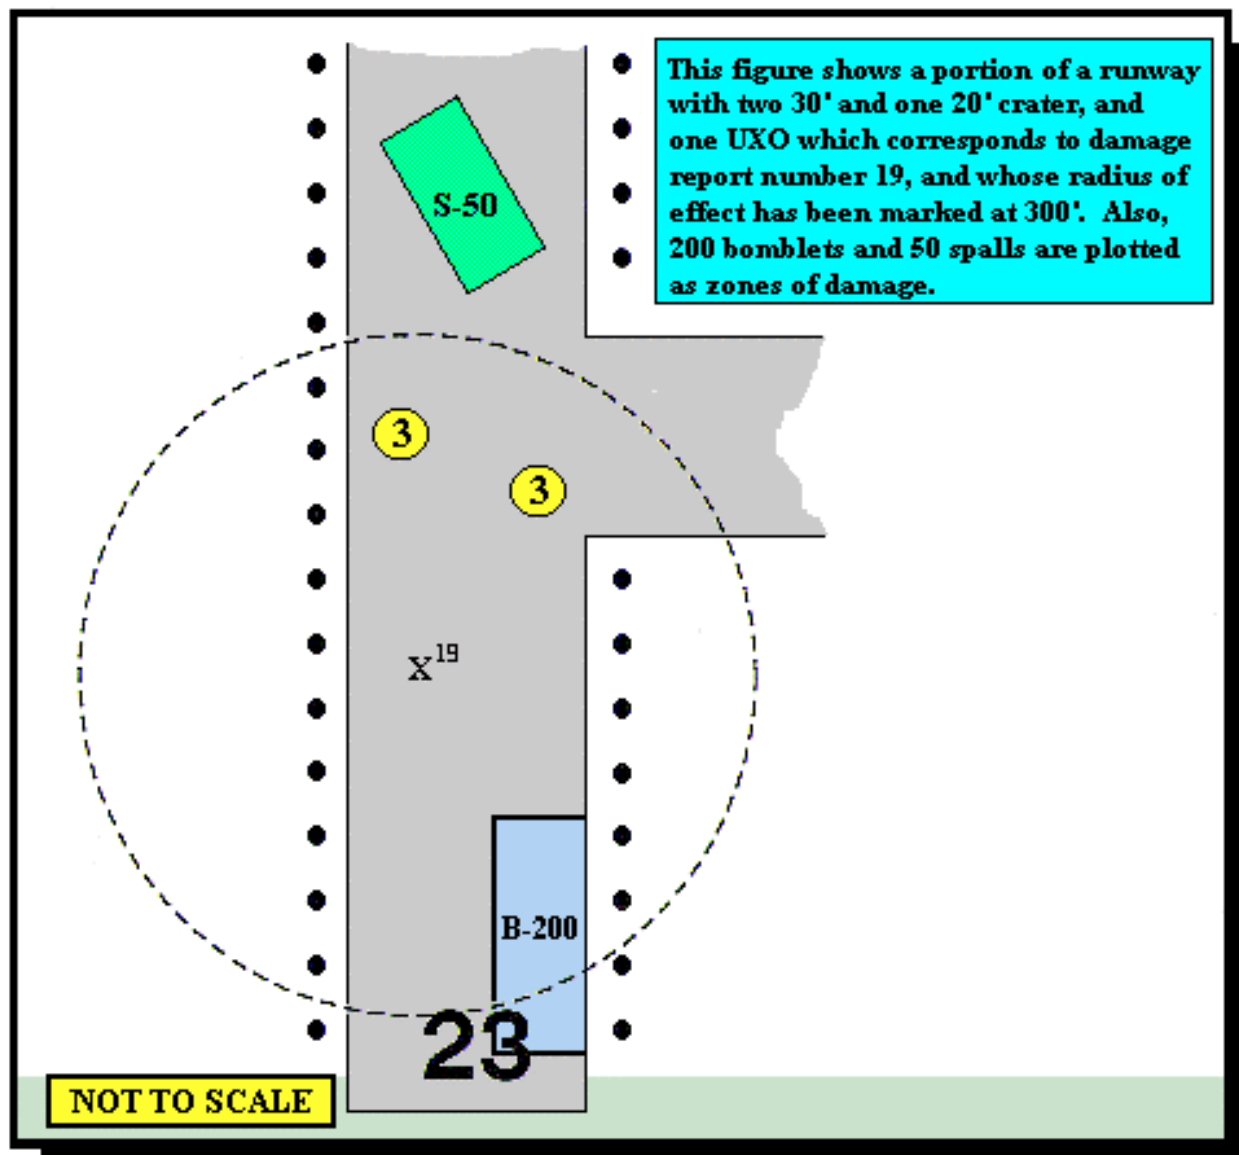 This figure shows a portion of a runway
with two 30' and one 20' crater, and
one UXO which corresponds to damage
report number 19, and whose radius of
effect has been marked at 300'. Also,
200 bomblets and 50 spalls are plotted
as zones of damage.
S-50
3
3
X19
B-200
23
NOT TO SCALE